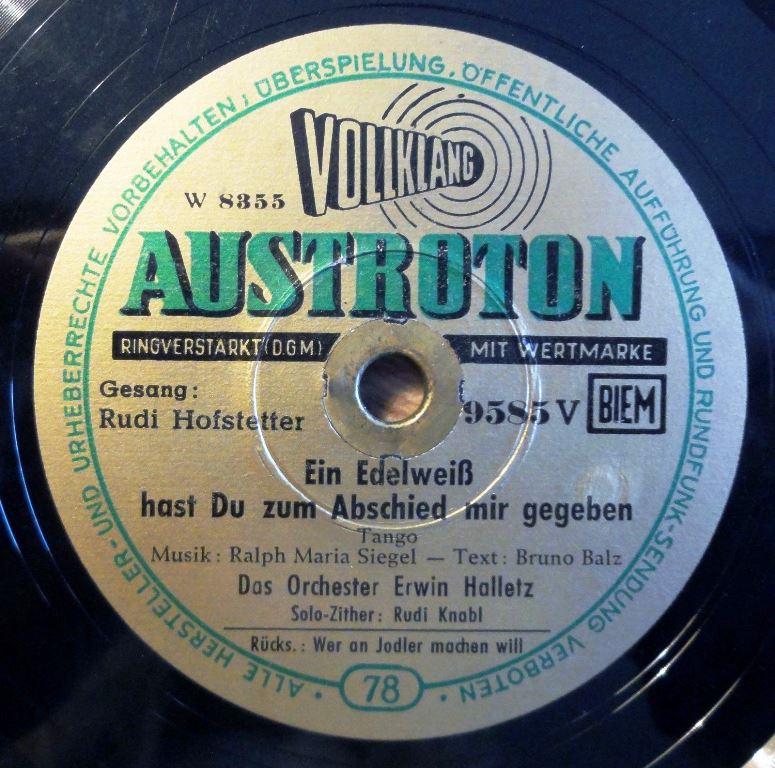 ALLE HERSTELLER- UND URHEBERRECHTE VORBEHALTEN; ÜBERSPIELUNG, ÖFFENTLICHE AUFFÜHRUNG UND RUNDFUNK-SENDUNG VERBOTEN
VOLLKLANG
W 8355
AUSTROTON
RINGVERSTÄRKT (D.G.M) MIT WERTMARKE
Gesang:
Rudi Hofstetter 9585 V BIEM
Ein Edelweiß
hast Du zum Abschied mir gegeben
Tango
Musik: Ralph Maria Siegel — Text: Bruno Balz
Das Orchester Erwin Halletz
Solo-Zither: Rudi Knabl
Rücks.: Wer an Jodler machen will
78